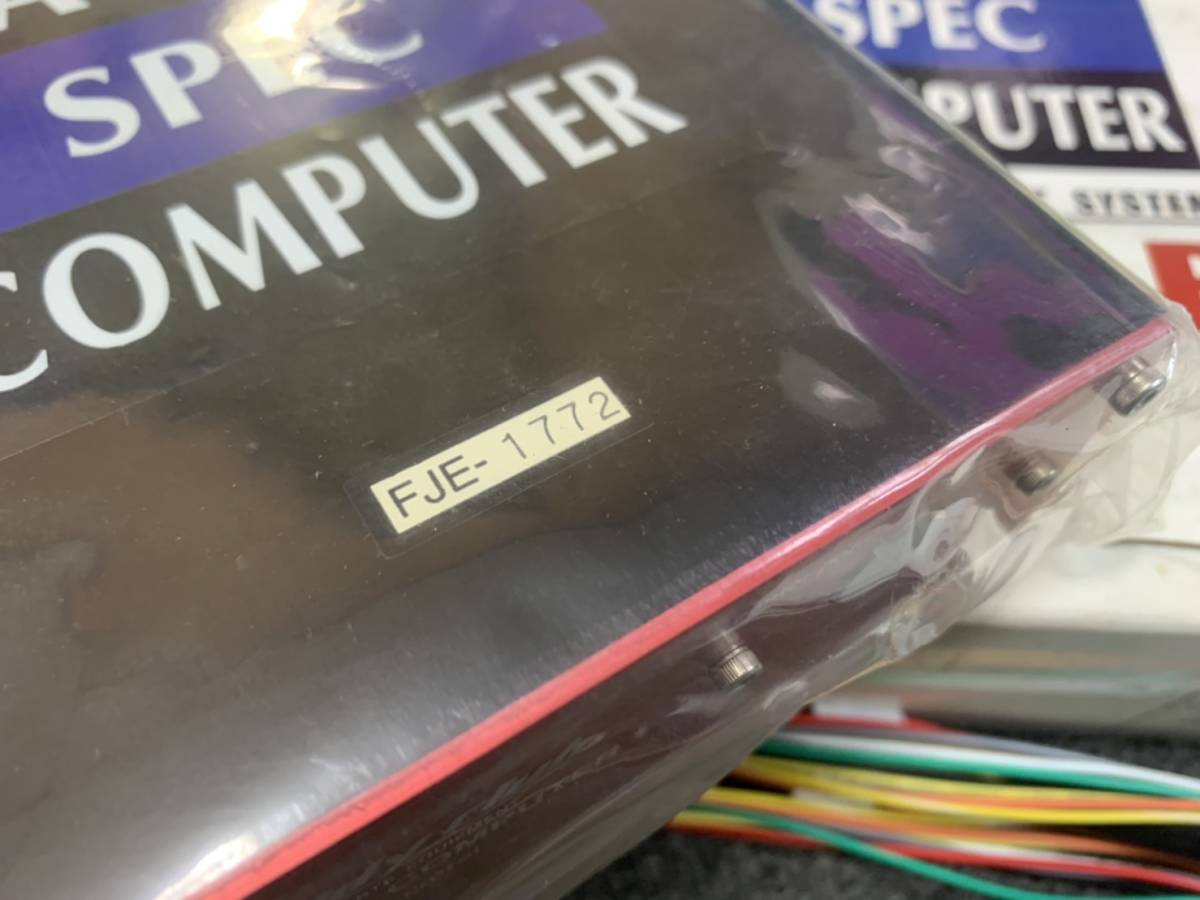 SPEC
COMPUTER
FJE-1772
SPEC
PUTER
SYSTEM